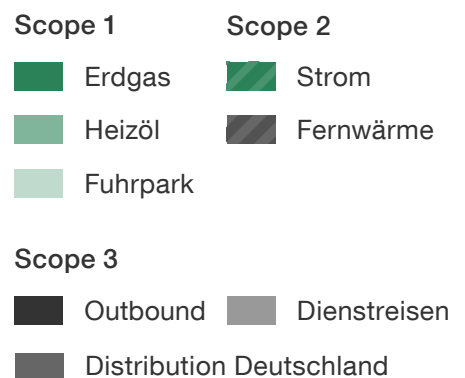 Scope 1
Erdgas
Heizöl
Fuhrpark
Scope 2
Strom
Fernwärme
Scope 3
Outbound
Dienstreisen
Distribution Deutschland